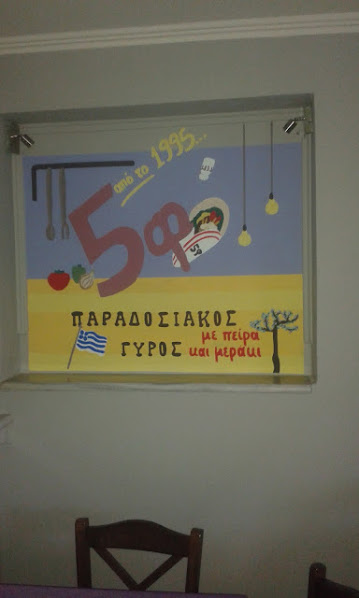 από το 1995...
5φ
ΠΑΡΑΔΟΣΙΑΚΟΣ
ΓΥΡΟΣ
με πείρα
και μεράκι